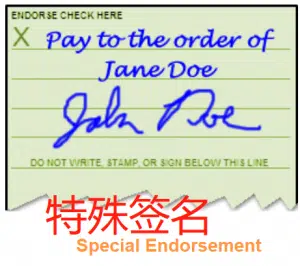 ENDORSE CHECK HERE
X Pay to the order of
Jane Doe
John Doe
DO NOT WRITE, STAMP, OR SIGN BELOW THIS LINE
特殊签名
Special Endorsement